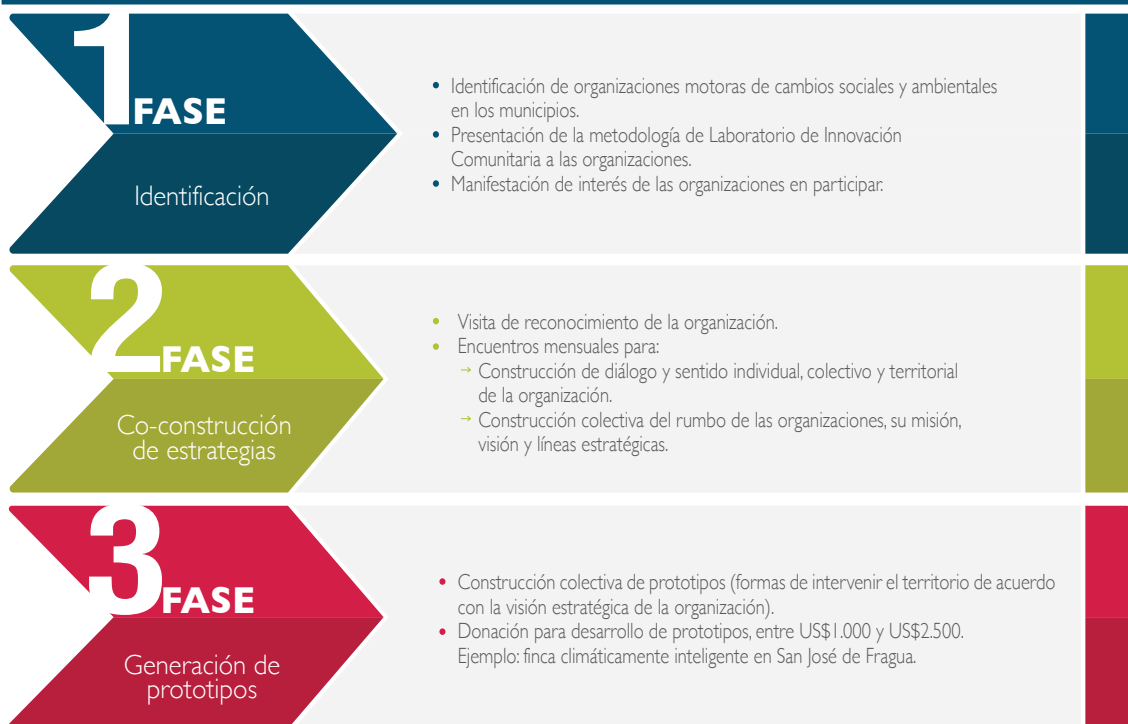 1 FASE
Identificación
• Identificación de organizaciones motoras de cambios sociales y ambientales
en los municipios.
• Presentación de la metodología de Laboratorio de Innovación
Comunitaria a las organizaciones.
• Manifestación de interés de las organizaciones en participar.
2 FASE
Co-construcción
de estrategias
• Visita de reconocimiento de la organización.
• Encuentros mensuales para:
→ Construcción de diálogo y sentido individual, colectivo y territorial
de la organización.
→ Construcción colectiva del rumbo de las organizaciones, su misión,
visión y líneas estratégicas.
3 FASE
Generación de
prototipos
• Construcción colectiva de prototipos (formas de intervenir el territorio de acuerdo
con la visión estratégica de la organización).
• Donación para desarrollo de prototipos, entre US$1.000 y US$2.500.
Ejemplo: finca climáticamente inteligente en San José de Fragua.